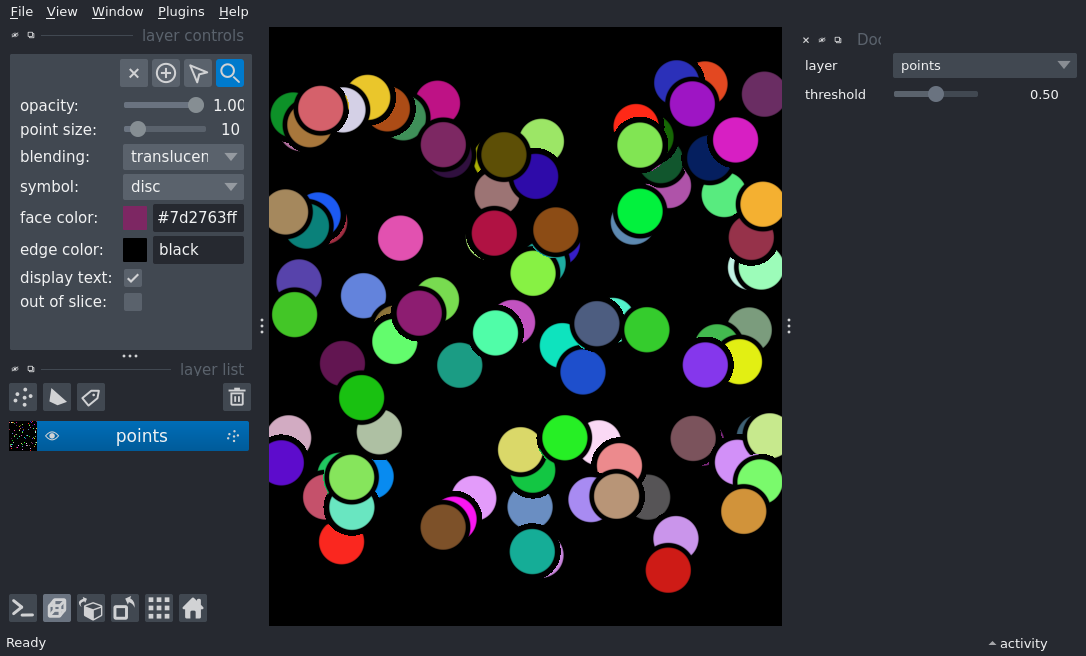 File View Window Plugins Help
layer controls
opacity: 1.00
point size: 10
blending: translucen
symbol: disc
face color: #7d2763ff
edge color: black
display text:
out of slice:
layer list
points
Ready
Doc
layer points
threshold 0.50
activity